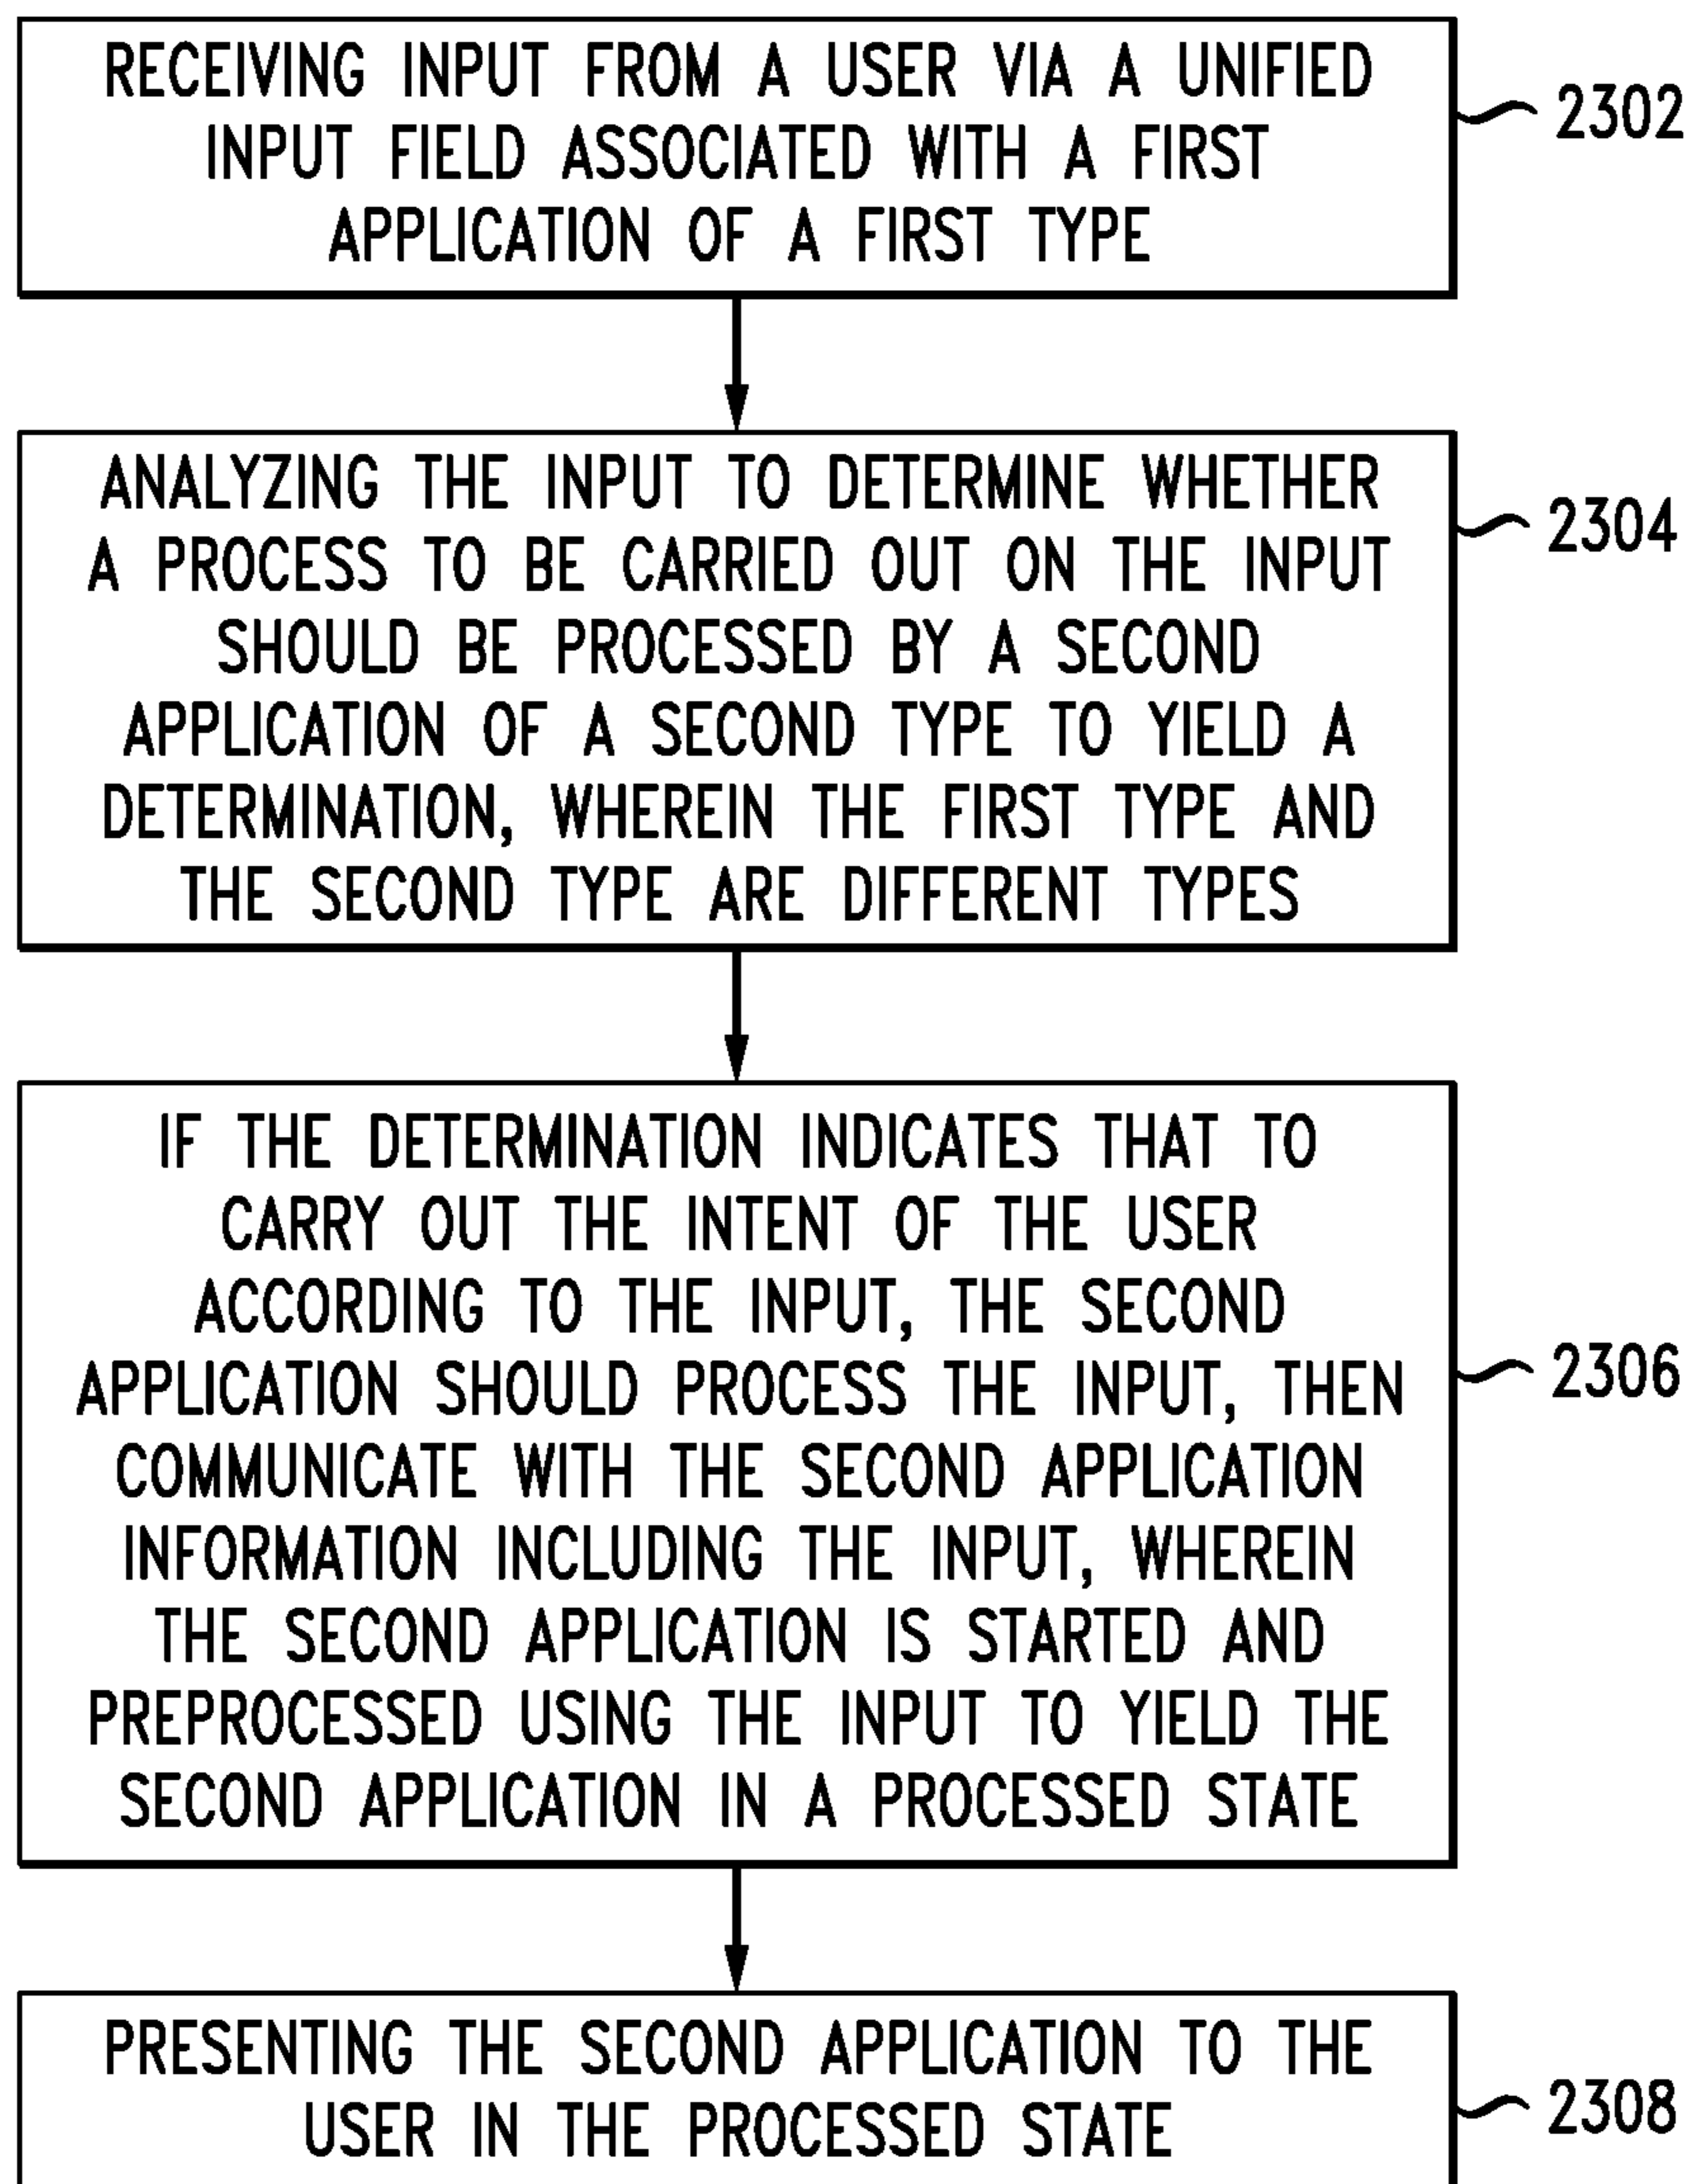 RECEIVING INPUT FROM A USER VIA A UNIFIED
INPUT FIELD ASSOCIATED WITH A FIRST
APPLICATION OF A FIRST TYPE
2302
ANALYZING THE INPUT TO DETERMINE WHETHER
A PROCESS TO BE CARRIED OUT ON THE INPUT
SHOULD BE PROCESSED BY A SECOND
APPLICATION OF A SECOND TYPE TO YIELD A
DETERMINATION, WHEREIN THE FIRST TYPE AND
THE SECOND TYPE ARE DIFFERENT TYPES
2304
IF THE DETERMINATION INDICATES THAT TO
CARRY OUT THE INTENT OF THE USER
ACCORDING TO THE INPUT, THE SECOND
APPLICATION SHOULD PROCESS THE INPUT, THEN
COMMUNICATE WITH THE SECOND APPLICATION
INFORMATION INCLUDING THE INPUT, WHEREIN
THE SECOND APPLICATION IS STARTED AND
PREPROCESSED USING THE INPUT TO YIELD THE
SECOND APPLICATION IN A PROCESSED STATE
2306
PRESENTING THE SECOND APPLICATION TO THE
USER IN THE PROCESSED STATE
2308